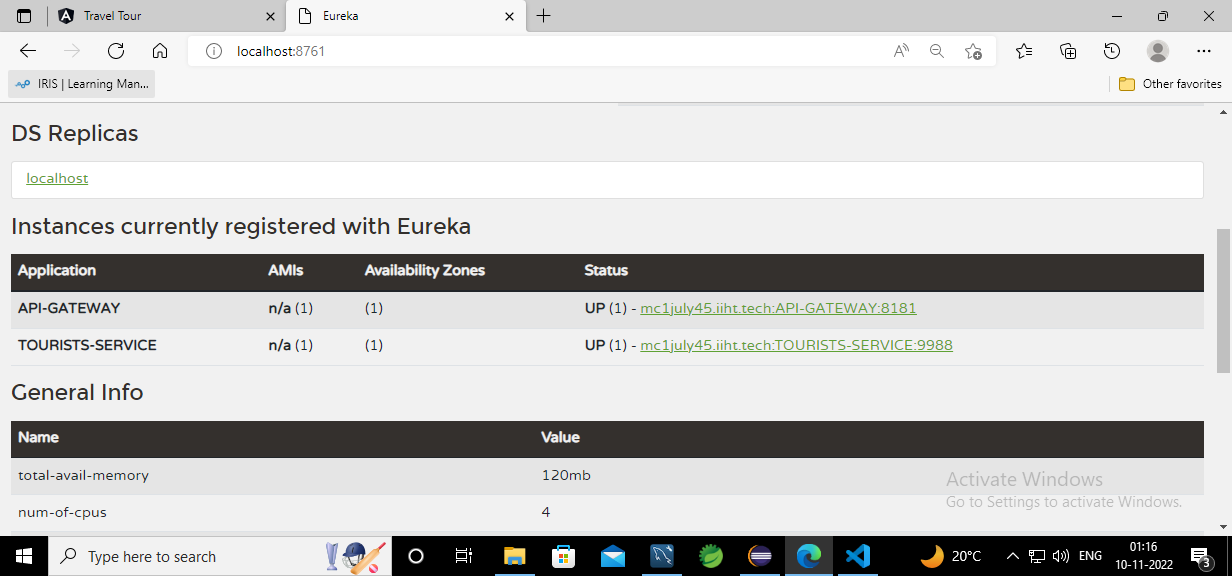 Travel Tour
Eureka
localhost:8761
IRIS | Learning Man...
Other favorites
DS Replicas
localhost
Instances currently registered with Eureka
Application AMIs Availability Zones Status
API-GATEWAY n/a (1) (1) UP (1) - mc1july45.iiht.tech:API-GATEWAY:8181
TOURISTS-SERVICE n/a (1) (1) UP (1) - mc1july45.iiht.tech:TOURISTS-SERVICE:9988
General Info
Name Value
total-avail-memory 120mb
num-of-cpus 4
Activate Windows
Go to Settings to activate Windows.
Type here to search
20°C
ENG
01:16
10-11-2022
3